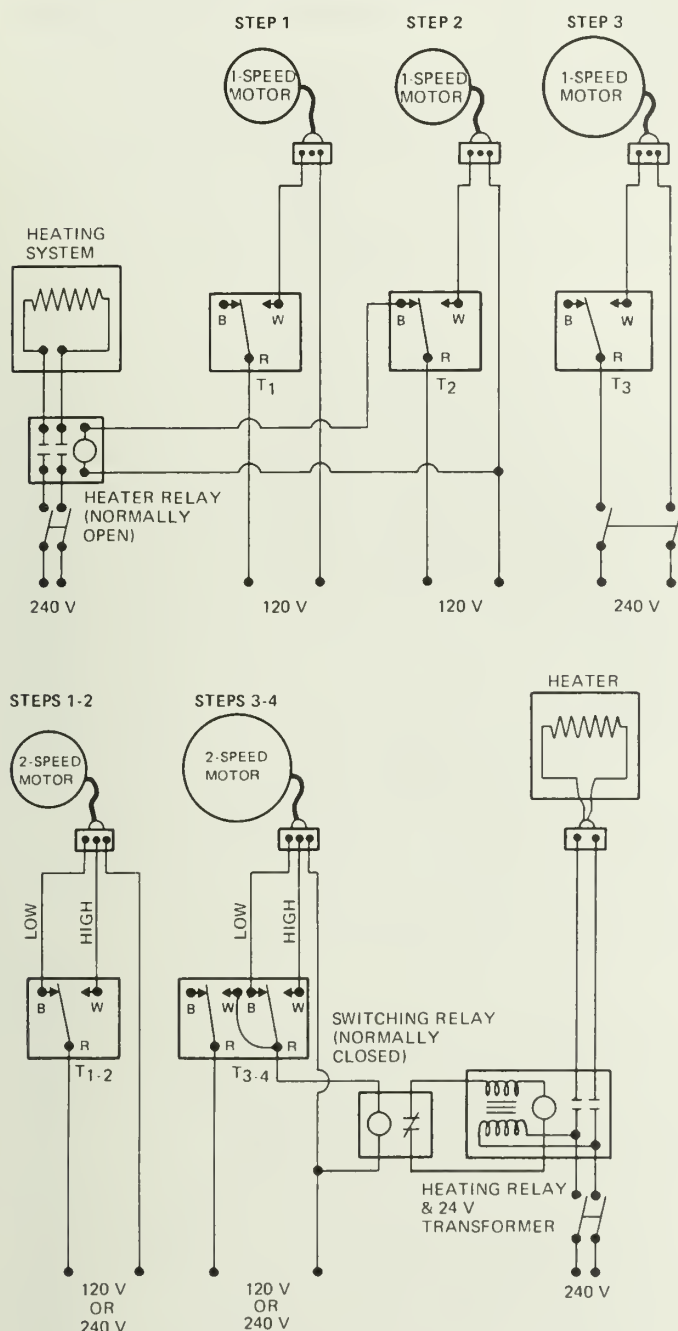 STEP 1
STEP 2
STEP 3
1-SPEED
MOTOR
1-SPEED
MOTOR
1-SPEED
MOTOR
HEATING
SYSTEM
B
W
R
T1
B
W
R
T2
B
W
R
T3
HEATER RELAY
(NORMALLY
OPEN)
240 V
120 V
120 V
240 V
STEPS 1-2
STEPS 3-4
HEATER
2-SPEED
MOTOR
2-SPEED
MOTOR
LOW
HIGH
LOW
HIGH
B
W
R
T1-2
B
W
B
W
R
R
T3-4
SWITCHING RELAY
(NORMALLY
CLOSED)
HEATING RELAY
& 24 V
TRANSFORMER
120 V
OR
240 V
120 V
OR
240 V
240 V